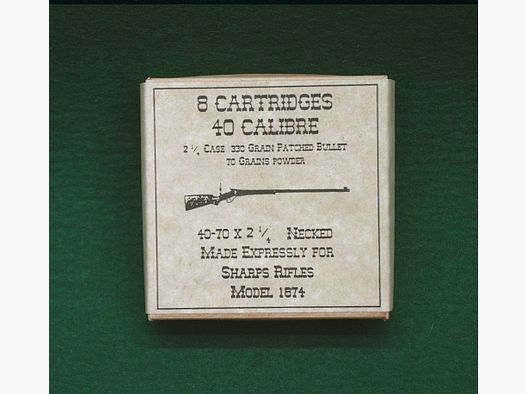 8 CARTRIDGES
40 CALIBRE
2 ¼ CASE 330 GRAIN PATCHED BULLET
70 GRAINS POWDER
40-70 X 2 ¼ NECKED
MADE EXPRESSLY FOR
SHARPS RIFLES
MODEL 1874